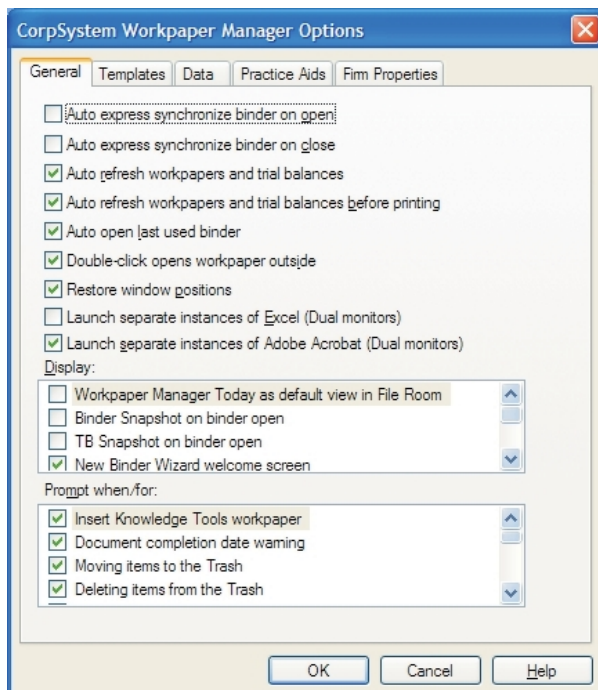 CorpSystem Workpaper Manager Options
General Templates Data Practice Aids Firm Properties
Auto express synchronize binder on open
Auto express synchronize binder on close
Auto refresh workpapers and trial balances
Auto refresh workpapers and trial balances before printing
Auto open last used binder
Double-click opens workpaper outside
Restore window positions
Launch separate instances of Excel (Dual monitors)
Launch separate instances of Adobe Acrobat (Dual monitors)
Display:
Workpaper Manager Today as default view in File Room
Binder Snapshot on binder open
TB Snapshot on binder open
New Binder Wizard welcome screen
Prompt when/for:
Insert Knowledge Tools workpaper
Document completion date warning
Moving items to the Trash
Deleting items from the Trash
OK Cancel Help